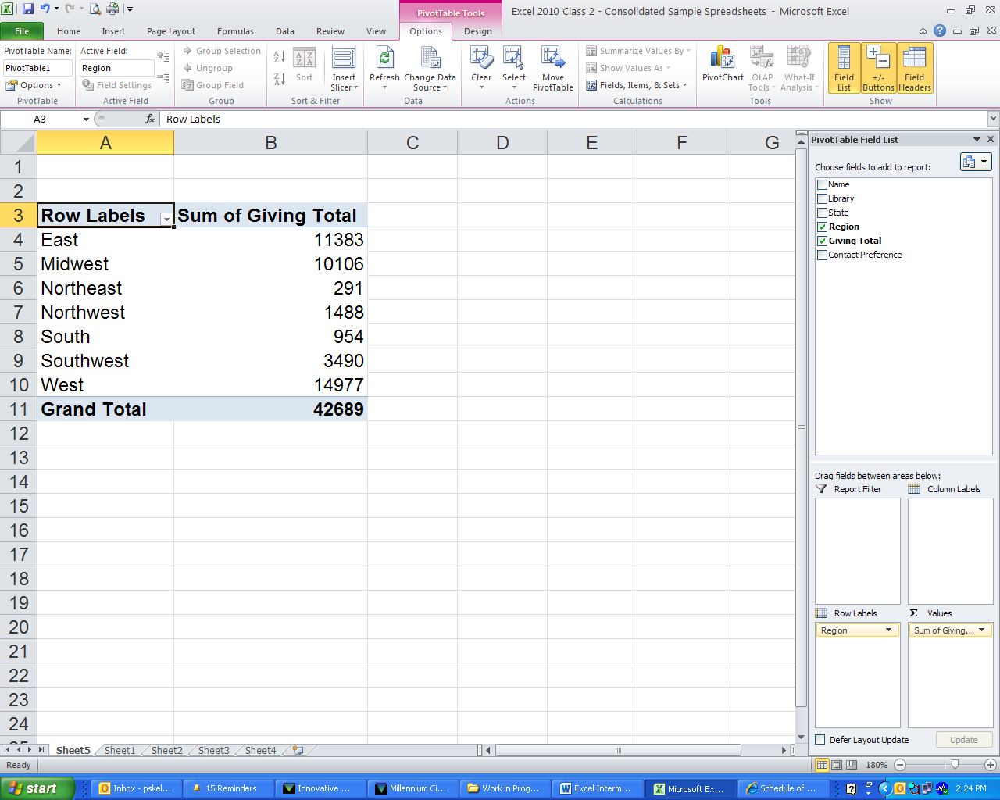 PivotTable Tools
Excel 2010 Class 2 - Consolidated Sample Spreadsheets - Microsoft Excel
File Home Insert Page Layout Formulas Data Review View Options Design
PivotTable Name:
PivotTable1
Options
PivotTable
Active Field:
Region
Field Settings
Active Field
Group Selection
Ungroup
Group Field
Group
Sort
Insert
Slicer
Sort & Filter
Refresh
Change Data
Source
Data
Clear
Select
Move
PivotTable
Actions
Summarize Values By
Show Values As
Fields, Items, & Sets
Calculations
PivotChart
OLAP
Tools
What-If
Analysis
Tools
Field
List
+/-
Buttons
Field
Headers
Show
A3 fx Row Labels
A B C D E F G
1
2
3 Row Labels Sum of Giving Total
4 East 11383
5 Midwest 10106
6 Northeast 291
7 Northwest 1488
8 South 954
9 Southwest 3490
10 West 14977
11 Grand Total 42689
12
13
14
15
16
17
18
19
20
21
22
23
24
25
PivotTable Field List
Choose fields to add to report:
Name
Library
State
Region
Giving Total
Contact Preference
Drag fields between areas below:
Report Filter Column Labels
Row Labels Σ Values
Region Sum of Giving...
Defer Layout Update Update
Sheet5 Sheet1 Sheet2 Sheet3 Sheet4
Ready 180%
start Inbox - pskel... 15 Reminders Innovative ... Millennium Ci... Work in Prog... Excel Interm... Microsoft Ex... Schedule of ... 2:24 PM